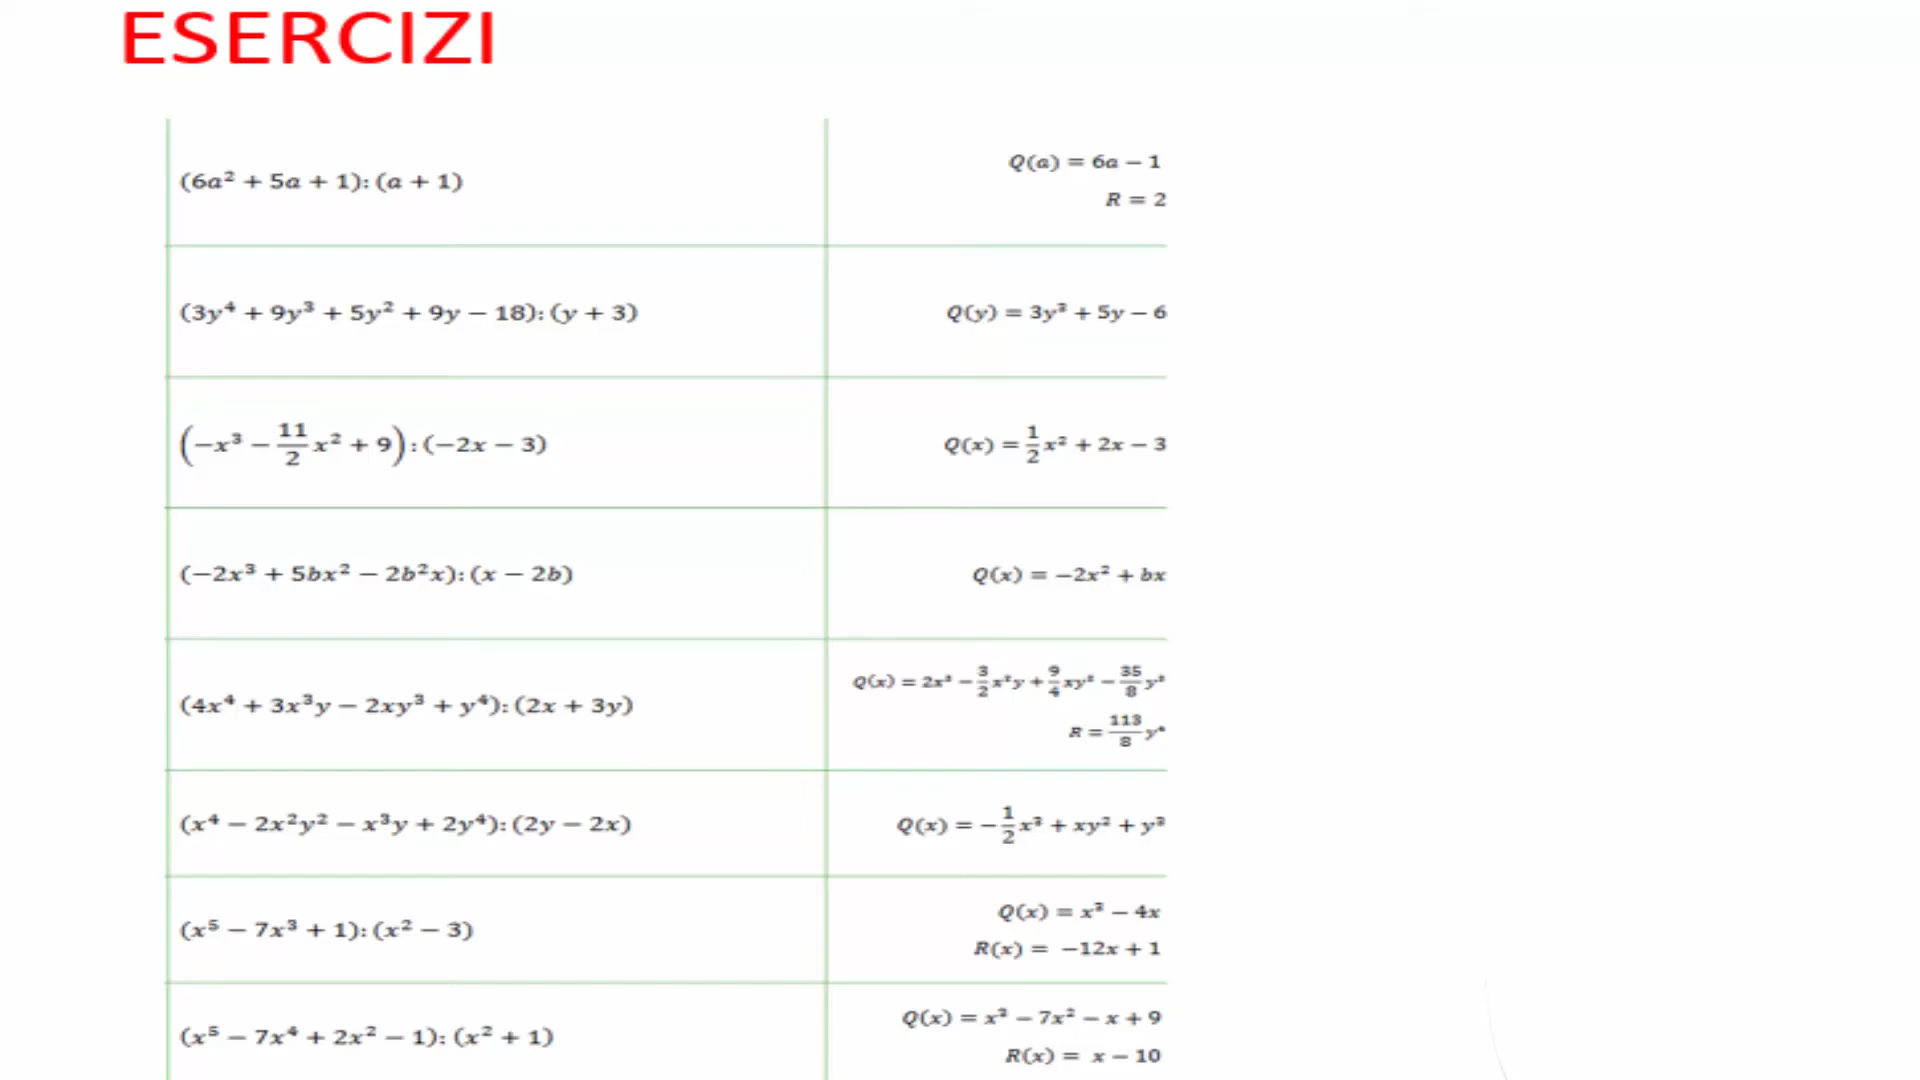 ESERCIZI
(6a² + 5a + 1): (a + 1)
Q(a) = 6a − 1
R = 2
(3y⁴ + 9y³ + 5y² + 9y − 18): (y + 3)
Q(y) = 3y³ + 5y − 6
(−x³ − 11/2 x² + 9): (−2x − 3)
Q(x) = 1/2 x² + 2x − 3
(−2x³ + 5bx² − 2b²x): (x − 2b)
Q(x) = −2x² + bx
(4x⁴ + 3x³y − 2xy³ + y⁴): (2x + 3y)
Q(x) = 2x³ − 3/2 x²y + 9/4 xy² − 35/8 y³
R = 113/8 y⁴
(x⁴ − 2x²y² − x³y + 2y⁴): (2y − 2x)
Q(x) = − 1/2 x³ + xy² + y³
(x⁵ − 7x³ + 1): (x² − 3)
Q(x) = x³ − 4x
R(x) = −12x + 1
(x⁵ − 7x⁴ + 2x² − 1): (x² + 1)
Q(x) = x³ − 7x² − x + 9
R(x) = x − 10